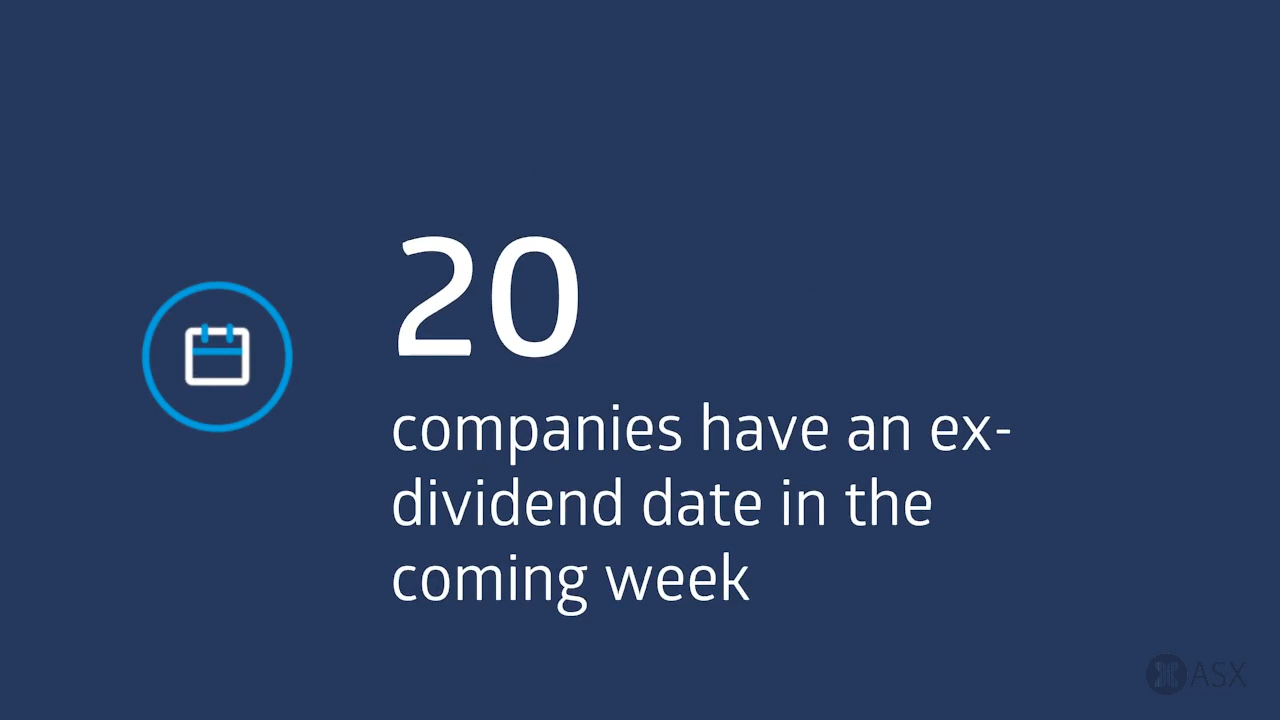 20
companies have an ex-
dividend date in the
coming week
ASX